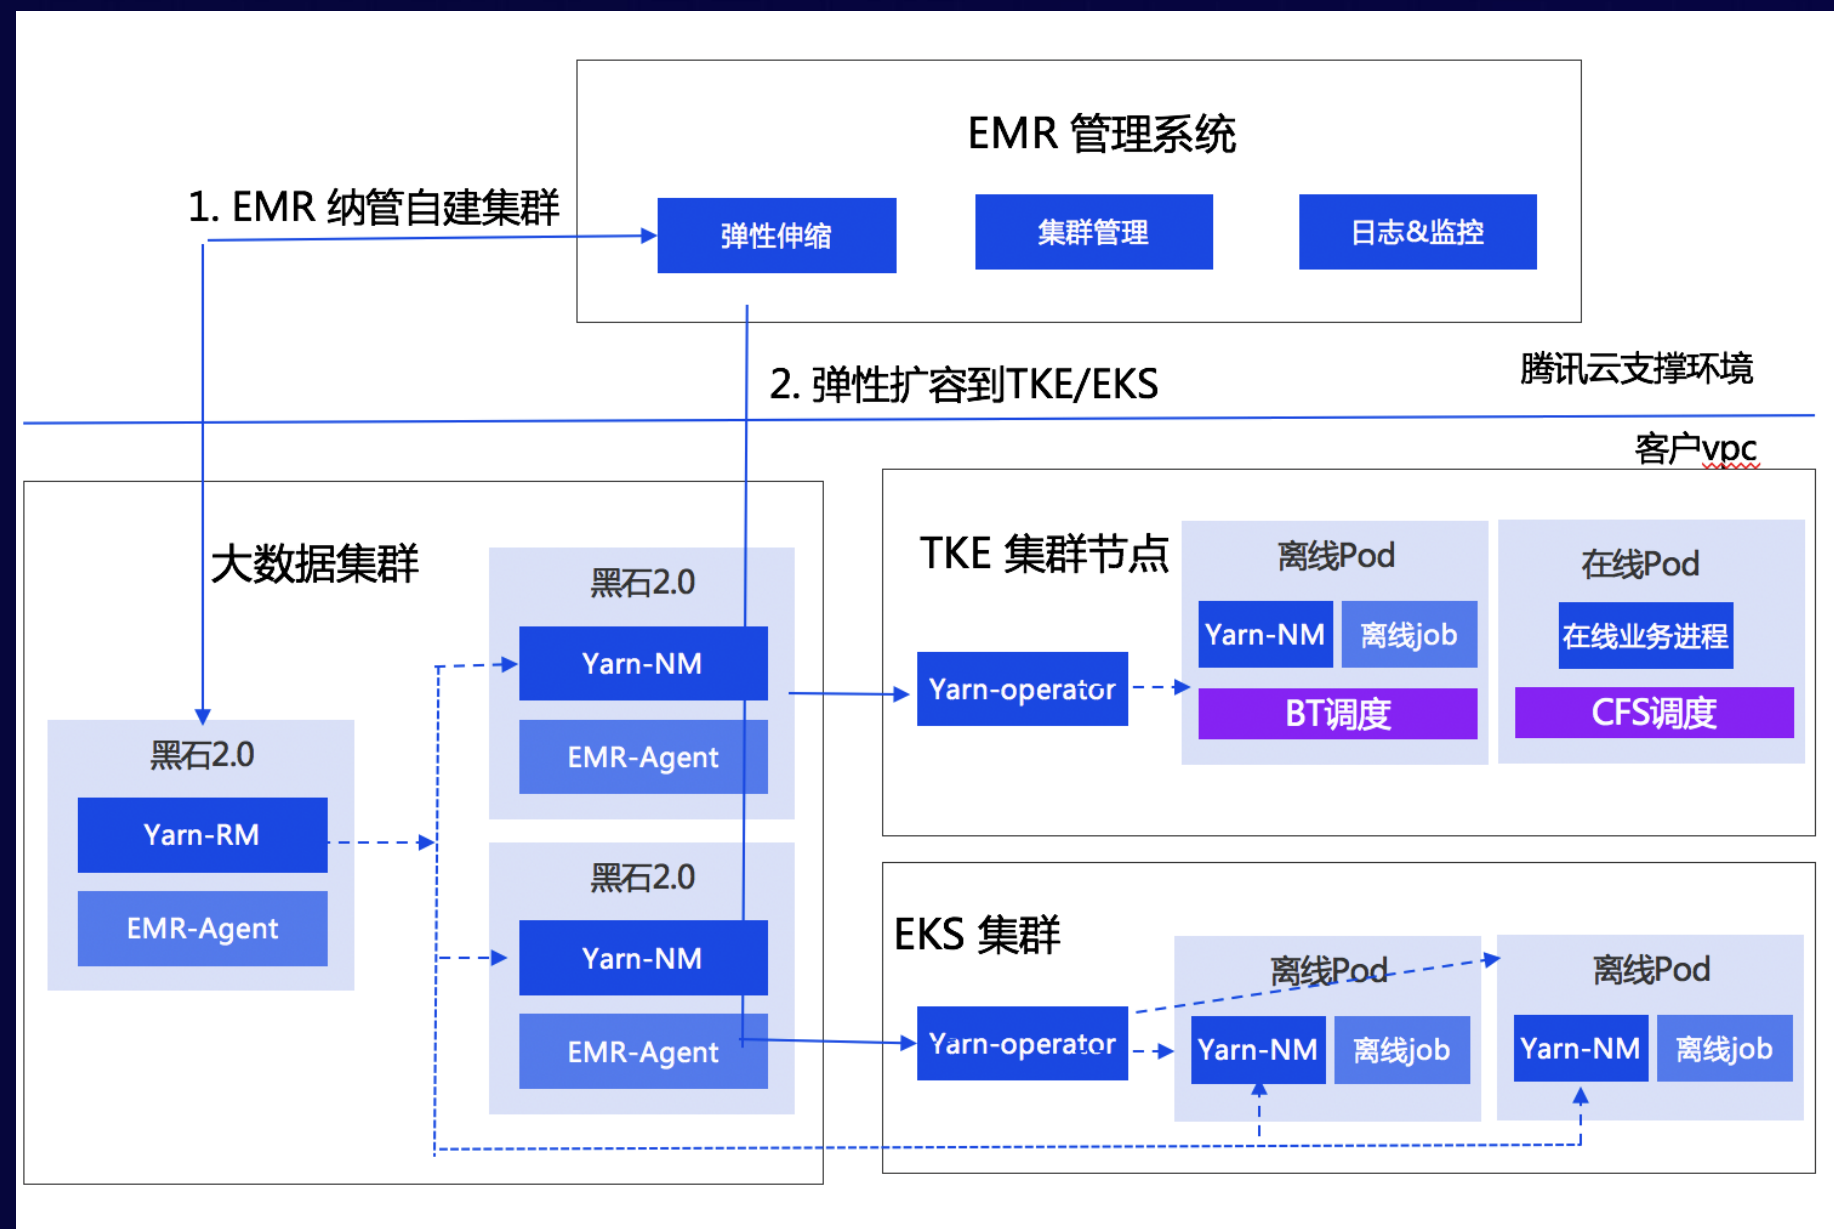 EMR 管理系统
1. EMR 纳管自建集群
弹性伸缩
集群管理
日志&监控
2. 弹性扩容到TKE/EKS
腾讯云支撑环境
客户vpc
大数据集群
黑石2.0
Yarn-RM
EMR-Agent
黑石2.0
Yarn-NM
EMR-Agent
黑石2.0
Yarn-NM
EMR-Agent
TKE 集群节点
Yarn-operator
离线Pod
Yarn-NM
离线job
BT调度
在线Pod
在线业务进程
CFS调度
EKS 集群
Yarn-operator
离线Pod
Yarn-NM
离线job
离线Pod
Yarn-NM
离线job